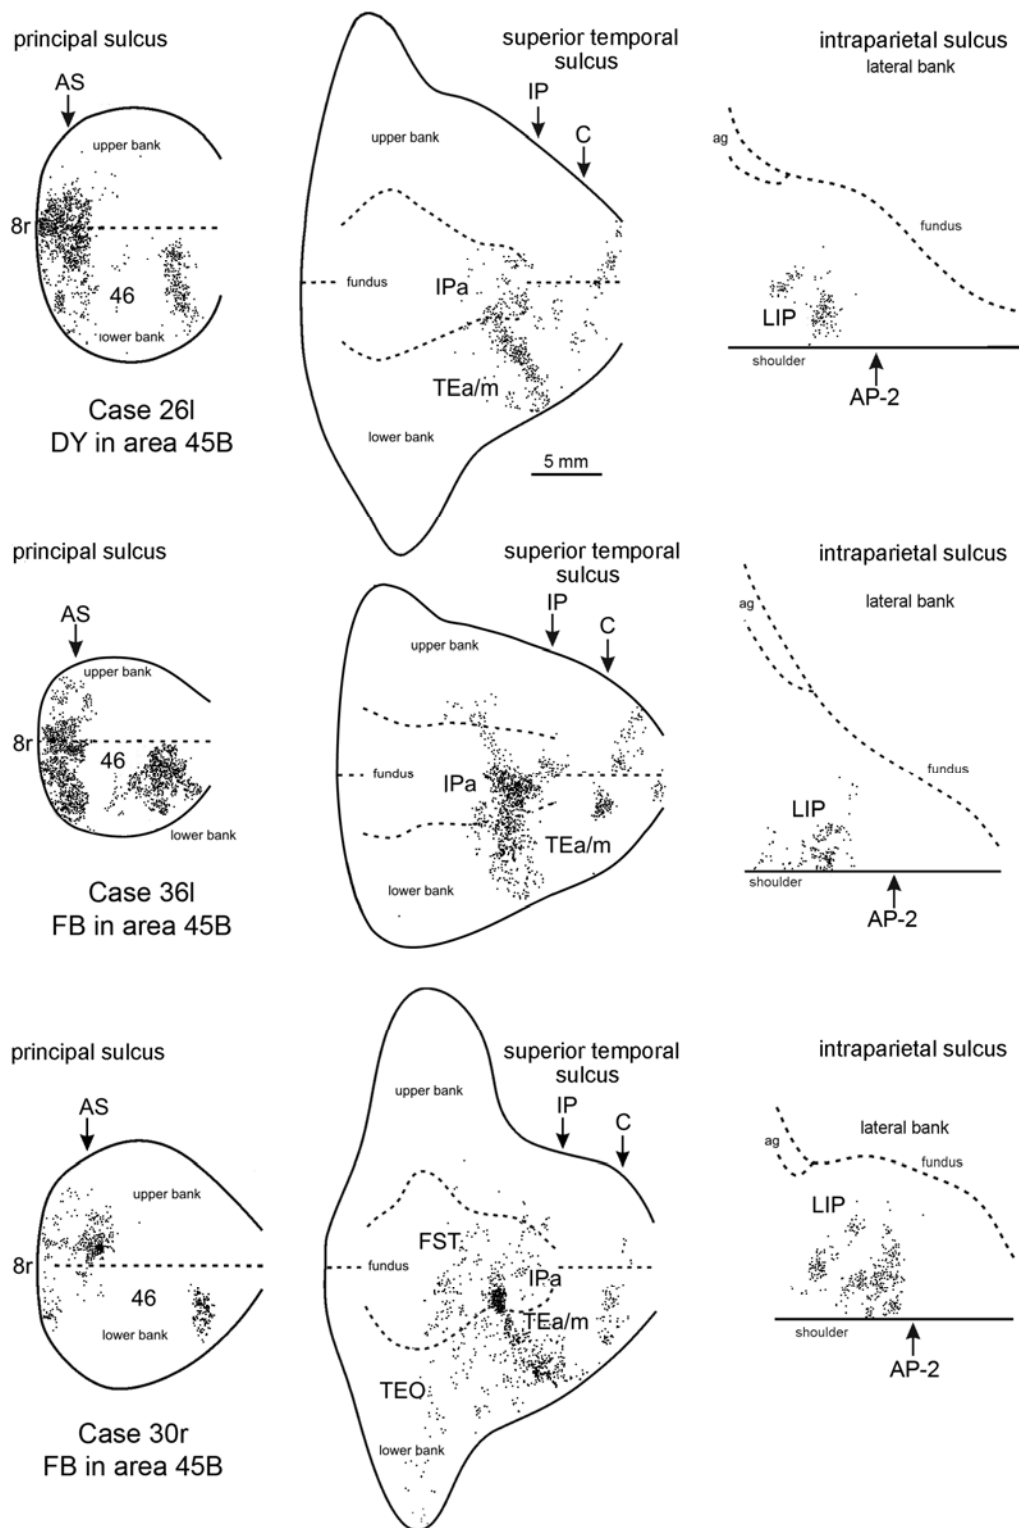 principal sulcus
AS
upper bank
8r
46
lower bank
Case 26l
DY in area 45B
superior temporal
sulcus
IP
C
upper bank
fundus
IPa
TEa/m
lower bank
5 mm
intraparietal sulcus
lateral bank
ag
fundus
LIP
shoulder
AP-2
principal sulcus
AS
upper bank
8r
46
lower bank
Case 36l
FB in area 45B
superior temporal
sulcus
IP
C
upper bank
fundus
IPa
TEa/m
lower bank
intraparietal sulcus
lateral bank
ag
fundus
LIP
shoulder
AP-2
principal sulcus
AS
upper bank
8r
46
lower bank
Case 30r
FB in area 45B
superior temporal
sulcus
IP
C
upper bank
FST
fundus
IPa
TEa/m
TEO
lower bank
intraparietal sulcus
lateral bank
ag
fundus
LIP
shoulder
AP-2